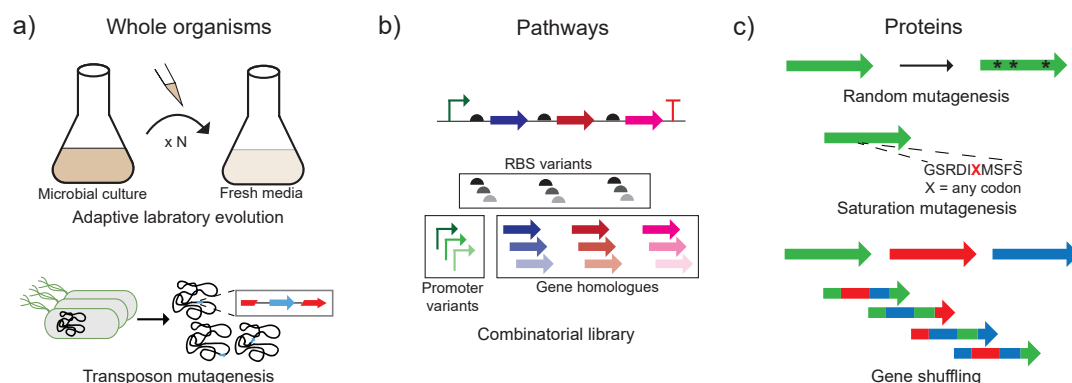 a)
Whole organisms
x N
Microbial culture
Fresh media
Adaptive labratory evolution
Transposon mutagenesis
b)
Pathways
RBS variants
Promoter
variants
Gene homologues
Combinatorial library
c)
Proteins
* * *
Random mutagenesis
GSRDIXMSFS
X = any codon
Saturation mutagenesis
Gene shuffling